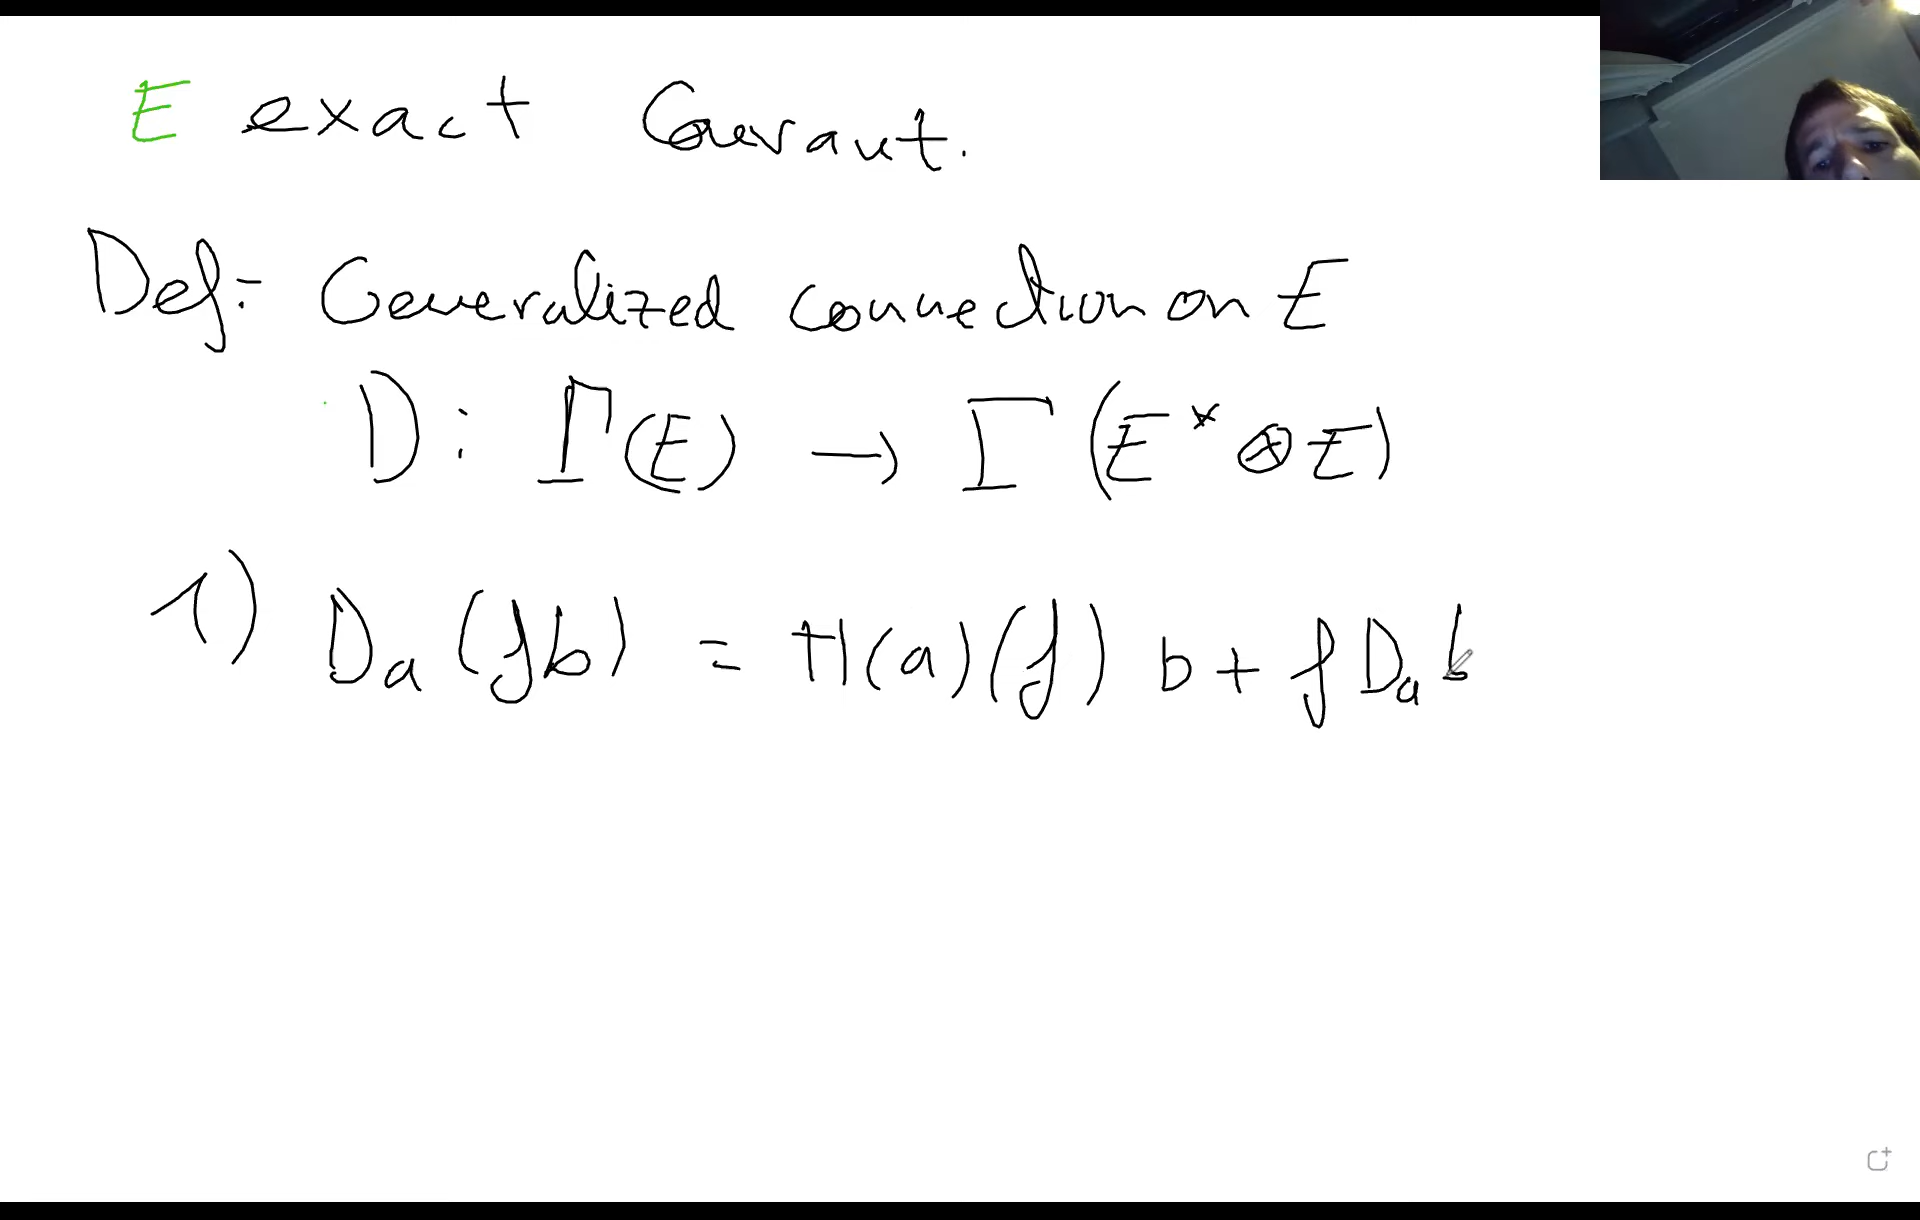 E exact Courant.
Def: Generalized connection on E
D: Γ(E) → Γ(E* ⊗ E)
1) D_a (fb) = π(a)(f) b + f D_a b